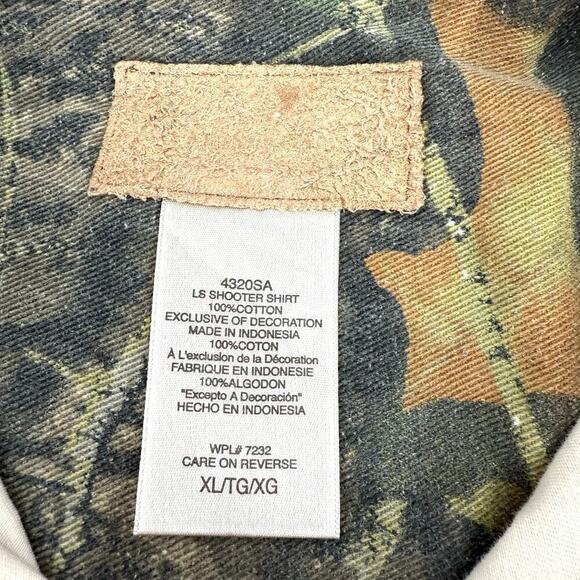 4320SA
LS SHOOTER SHIRT
100%COTTON
EXCLUSIVE OF DECORATION
MADE IN INDONESIA
100%COTON
À L'exclusion de la Décoration
FABRIQUE EN INDONESIE
100%ALGODON
"Excepto A Decoración"
HECHO EN INDONESIA
WPL# 7232
CARE ON REVERSE
XL/TG/XG